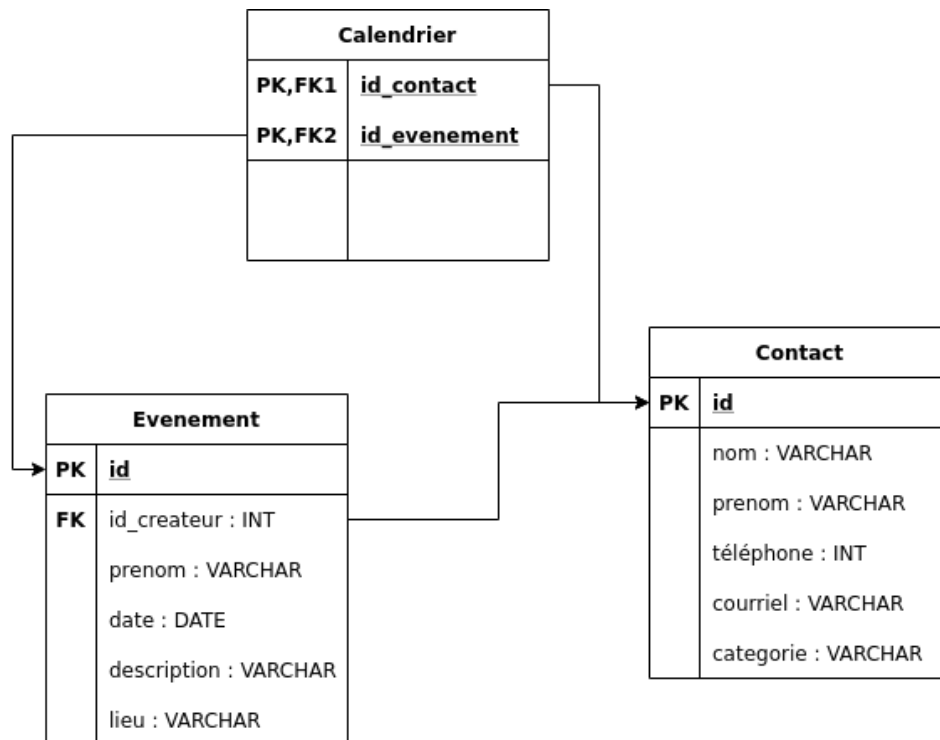 Calendrier
PK,FK1 id_contact
PK,FK2 id_evenement
Contact
PK id
nom : VARCHAR
prenom : VARCHAR
téléphone : INT
courriel : VARCHAR
categorie : VARCHAR
Evenement
PK id
FK id_createur : INT
prenom : VARCHAR
date : DATE
description : VARCHAR
lieu : VARCHAR